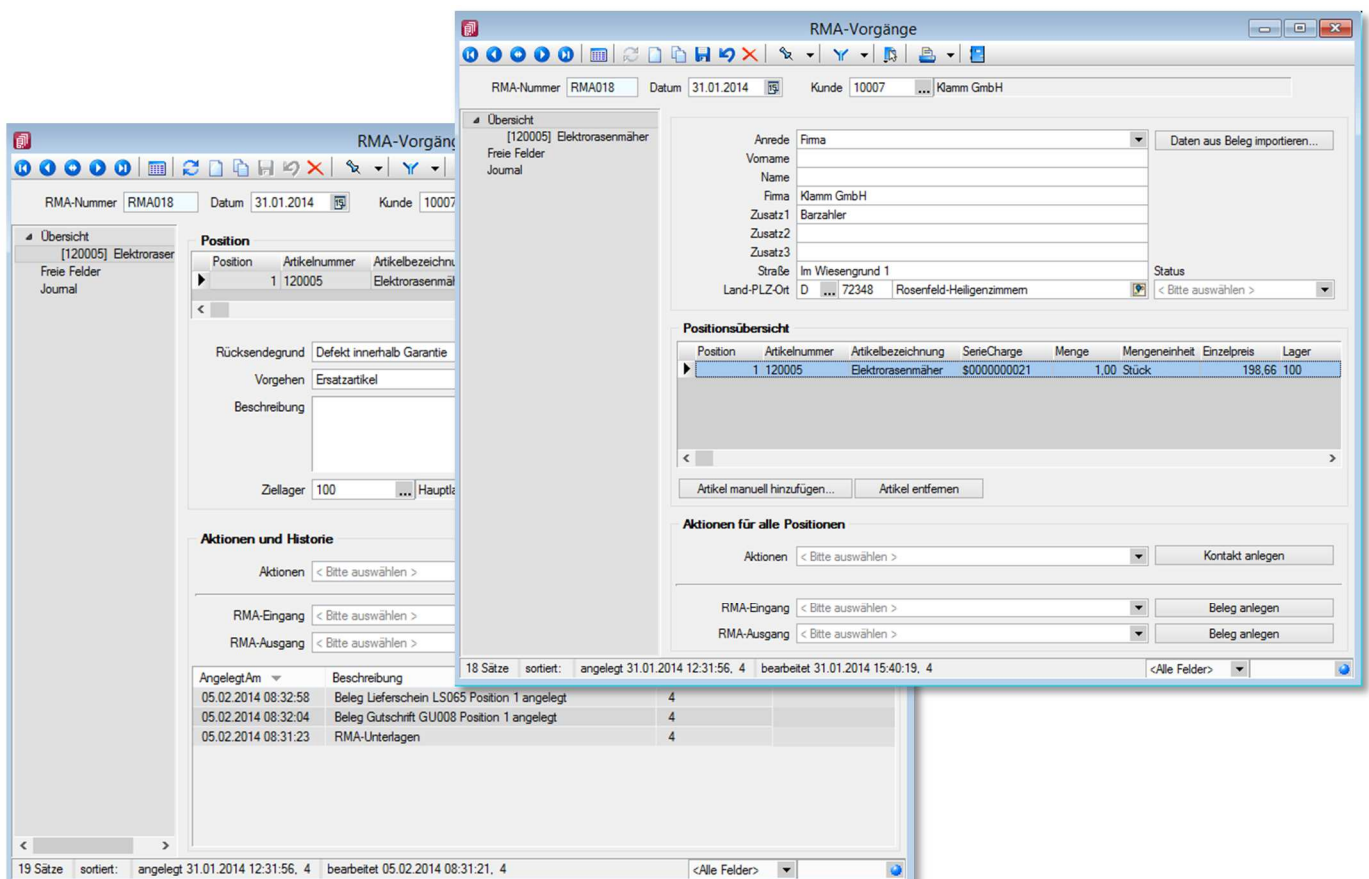 RMA-Vorgänge
RMA-Nummer RMA018 Datum 31.01.2014 Kunde 10007 ... Klamm GmbH
Übersicht
[120005] Elektrorasenmäher
Freie Felder
Journal
Anrede Firma Daten aus Beleg importieren...
Vorname
Name
Firma Klamm GmbH
Zusatz1 Barzahler
Zusatz2
Zusatz3
Straße Im Wiesengrund 1 Status
Land-PLZ-Ort D ... 72348 Rosenfeld-Heiligenzimmern < Bitte auswählen >
Positionsübersicht
Position Artikelnummer Artikelbezeichnung SerieCharge Menge Mengeneinheit Einzelpreis Lager
1 120005 Elektrorasenmäher $0000000021 1,00 Stück 198,66 100
Artikel manuell hinzufügen... Artikel entfernen
Aktionen für alle Positionen
Aktionen < Bitte auswählen > Kontakt anlegen
RMA-Eingang < Bitte auswählen > Beleg anlegen
RMA-Ausgang < Bitte auswählen > Beleg anlegen
18 Sätze sortiert: angelegt 31.01.2014 12:31:56, 4 bearbeitet 31.01.2014 15:40:19, 4 <Alle Felder>
RMA-Vorgäng
RMA-Nummer RMA018 Datum 31.01.2014 Kunde 10007
Übersicht
[120005] Elektroraser
Freie Felder
Journal
Position
Position Artikelnummer Artikelbezeichnu
1 120005 Elektrorasenmäh
Rücksendegrund Defekt innerhalb Garantie
Vorgehen Ersatzartikel
Beschreibung
Ziellager 100 ... Hauptla
Aktionen und Historie
Aktionen < Bitte auswählen >
RMA-Eingang < Bitte auswählen >
RMA-Ausgang < Bitte auswählen >
AngelegtAm Beschreibung
05.02.2014 08:32:58 Beleg Lieferschein LS065 Position 1 angelegt 4
05.02.2014 08:32:04 Beleg Gutschrift GU008 Position 1 angelegt 4
05.02.2014 08:31:23 RMA-Unterlagen 4
19 Sätze sortiert: angelegt 31.01.2014 12:31:56, 4 bearbeitet 05.02.2014 08:31:21, 4 <Alle Felder>